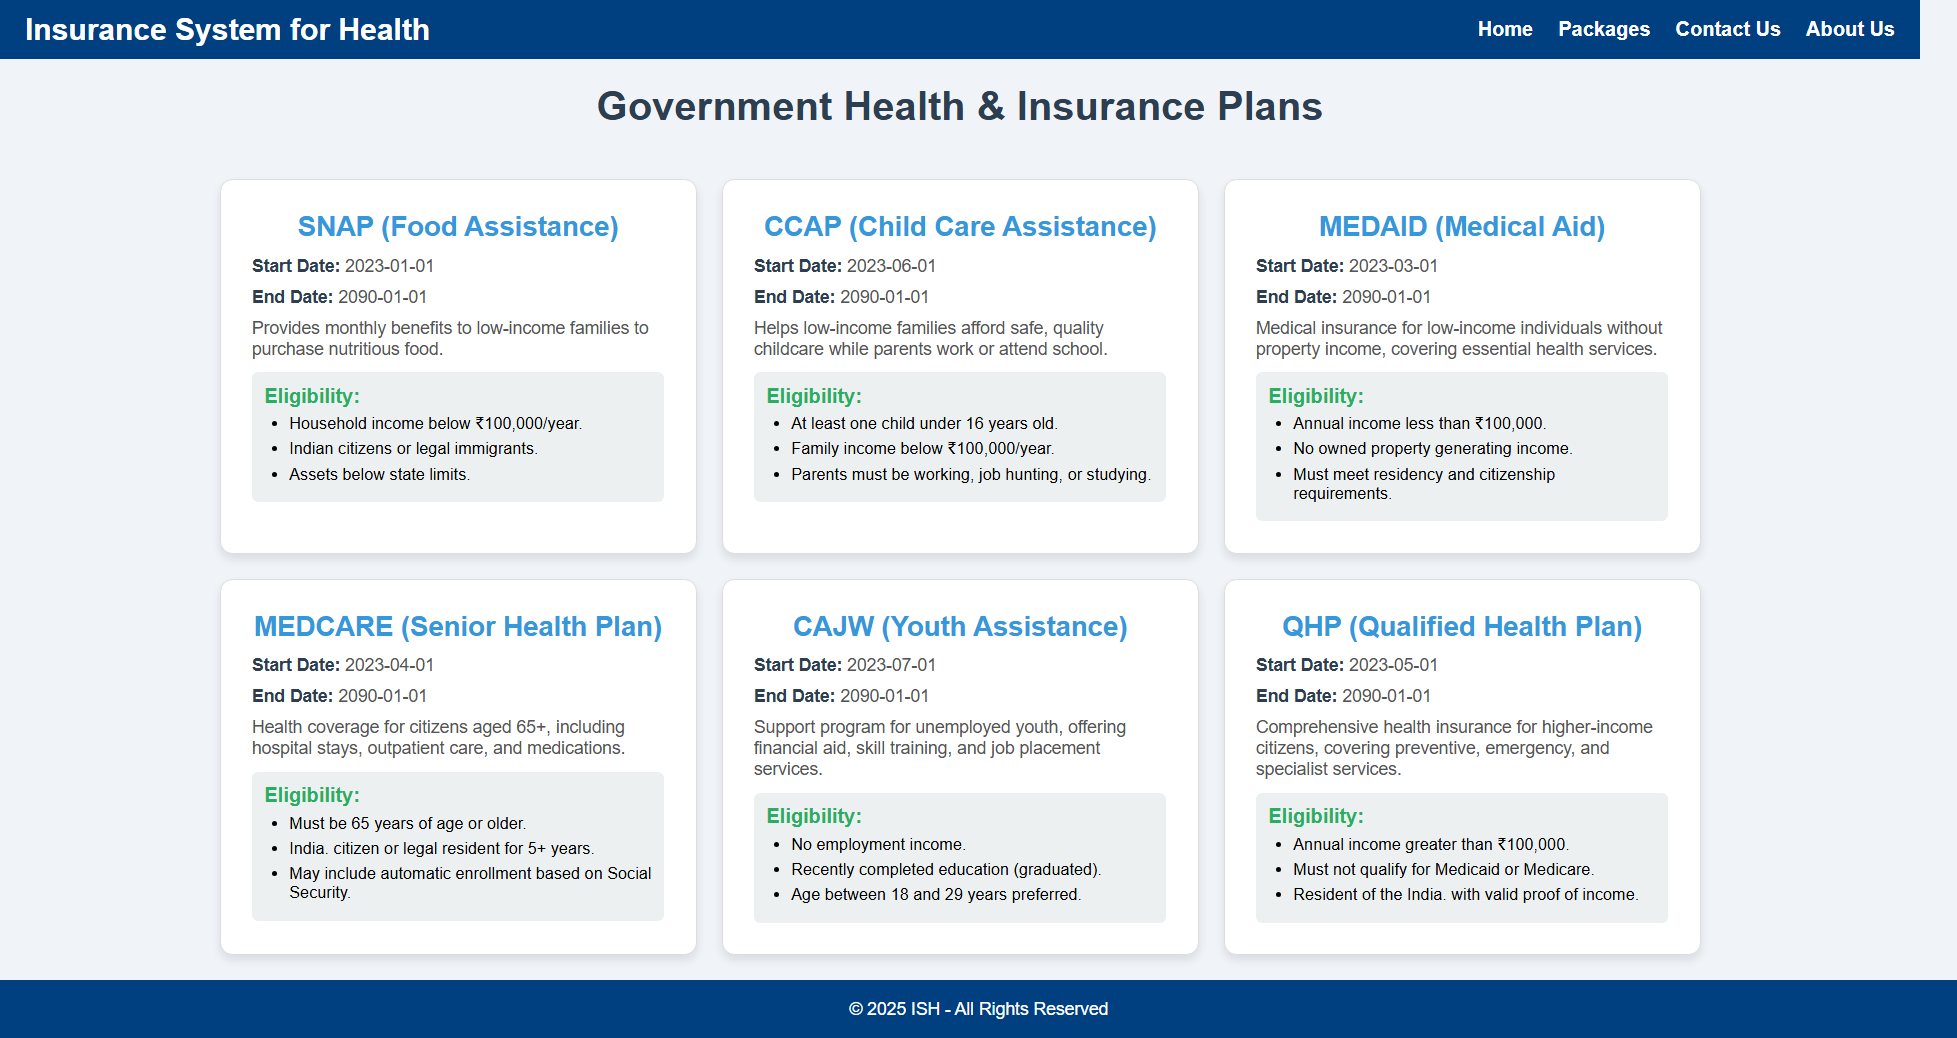 Insurance System for Health
Home Packages Contact Us About Us
Government Health & Insurance Plans
SNAP (Food Assistance)
Start Date: 2023-01-01
End Date: 2090-01-01
Provides monthly benefits to low-income families to
purchase nutritious food.
Eligibility:
• Household income below ₹100,000/year.
• Indian citizens or legal immigrants.
• Assets below state limits.
CCAP (Child Care Assistance)
Start Date: 2023-06-01
End Date: 2090-01-01
Helps low-income families afford safe, quality
childcare while parents work or attend school.
Eligibility:
• At least one child under 16 years old.
• Family income below ₹100,000/year.
• Parents must be working, job hunting, or studying.
MEDAID (Medical Aid)
Start Date: 2023-03-01
End Date: 2090-01-01
Medical insurance for low-income individuals without
property income, covering essential health services.
Eligibility:
• Annual income less than ₹100,000.
• No owned property generating income.
• Must meet residency and citizenship
requirements.
MEDCARE (Senior Health Plan)
Start Date: 2023-04-01
End Date: 2090-01-01
Health coverage for citizens aged 65+, including
hospital stays, outpatient care, and medications.
Eligibility:
• Must be 65 years of age or older.
• India. citizen or legal resident for 5+ years.
• May include automatic enrollment based on Social
Security.
CAJW (Youth Assistance)
Start Date: 2023-07-01
End Date: 2090-01-01
Support program for unemployed youth, offering
financial aid, skill training, and job placement
services.
Eligibility:
• No employment income.
• Recently completed education (graduated).
• Age between 18 and 29 years preferred.
QHP (Qualified Health Plan)
Start Date: 2023-05-01
End Date: 2090-01-01
Comprehensive health insurance for higher-income
citizens, covering preventive, emergency, and
specialist services.
Eligibility:
• Annual income greater than ₹100,000.
• Must not qualify for Medicaid or Medicare.
• Resident of the India. with valid proof of income.
© 2025 ISH - All Rights Reserved